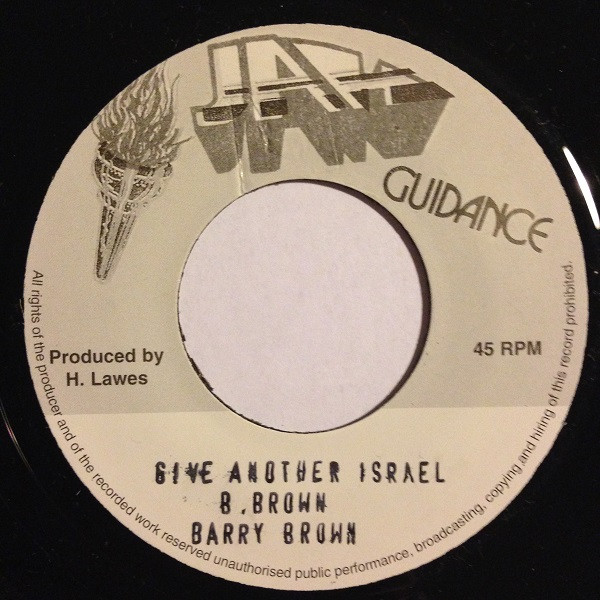 JAH
GUIDANCE
Produced by
H. Lawes
45 RPM
GIVE ANOTHER ISRAEL
B.BROWN
BARRY BROWN
All rights of the producer and of the recorded work reserved unauthorised public performance, broadcasting, copying and hiring of this record prohibited.